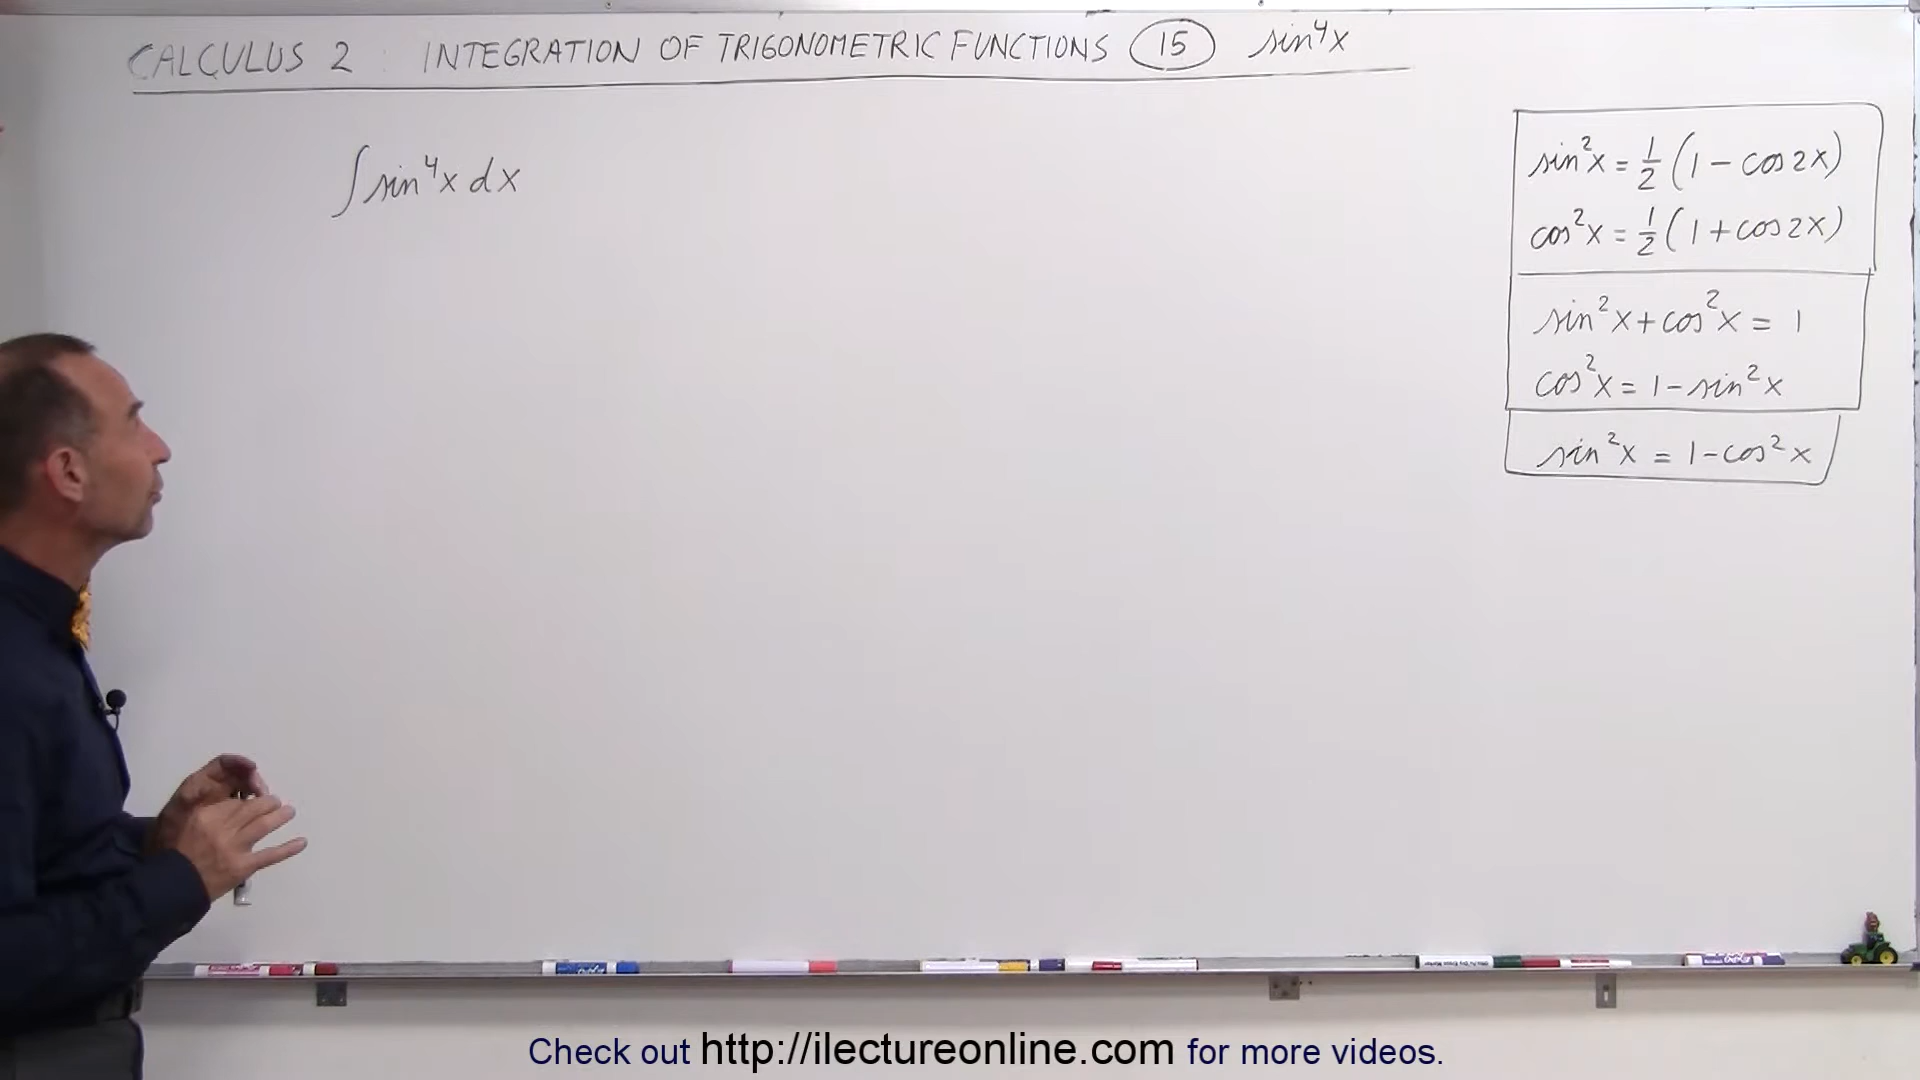 CALCULUS 2 : INTEGRATION OF TRIGONOMETRIC FUNCTIONS 15 sin⁴x
∫sin⁴x dx
sin²x = 1/2 (1 - cos 2x)
cos²x = 1/2 (1 + cos 2x)
sin²x + cos²x = 1
cos²x = 1 - sin²x
sin²x = 1 - cos²x
Check out http://ilectureonline.com for more videos.